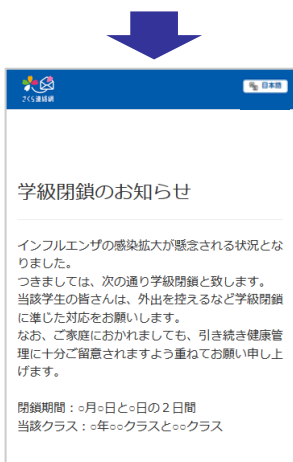 さくら連絡網
日本語
学級閉鎖のお知らせ
インフルエンザの感染拡大が懸念される状況とな
りました。
つきましては、次の通り学級閉鎖と致します。
当該学生の皆さんは、外出を控えるなど学級閉鎖
に準じた対応をお願いします。
なお、ご家庭におかれましても、引き続き健康管
理に十分ご留意されますよう重ねてお願い申し上
げます。
閉鎖期間：○月○日と○日の２日間
当該クラス：○年○○クラスと○○クラス